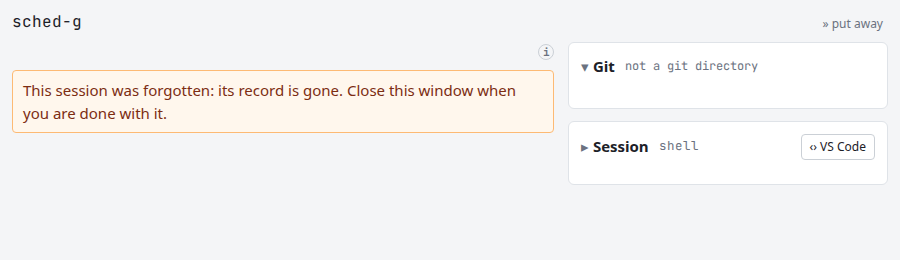 sched-g
» put away
i
This session was forgotten: its record is gone. Close this window when
you are done with it.
▾ Git not a git directory
▸ Session shell
‹› VS Code